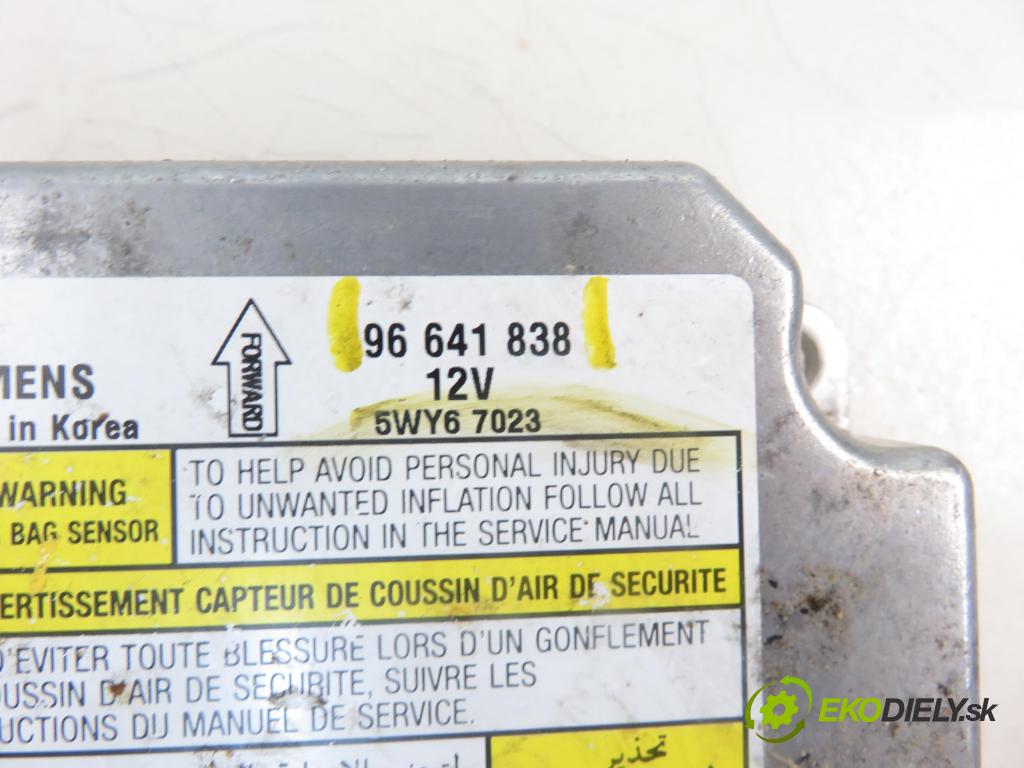 FORWARD
96 641 838
12V
5WY6 7023
MENS
in Korea
WARNING
BAG SENSOR
TO HELP AVOID PERSONAL INJURY DUE
TO UNWANTED INFLATION FOLLOW ALL
INSTRUCTION IN THE SERVICE MANUAL
ERTISSEMENT CAPTEUR DE COUSSIN D'AIR DE SECURITE
D'EVITER TOUTE BLESSURE LORS D'UN GONFLEMENT
OUSSIN D'AIR DE SECURITE, SUIVRE LES
UCTIONS DU MANUEL DE SERVICE.
تحذير
EKODIELY.sk